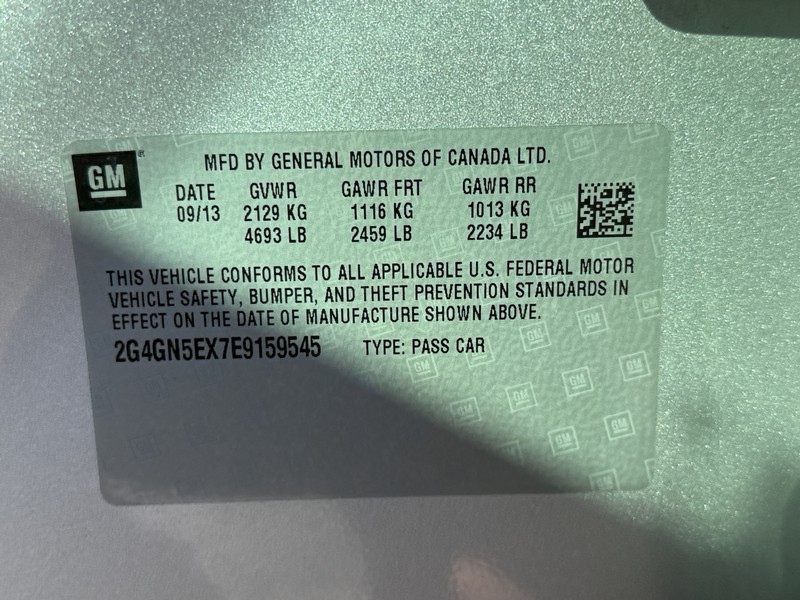 GM
MFD BY GENERAL MOTORS OF CANADA LTD.
DATE GVWR GAWR FRT GAWR RR
09/13 2129 KG 1116 KG 1013 KG
4693 LB 2459 LB 2234 LB
THIS VEHICLE CONFORMS TO ALL APPLICABLE U.S. FEDERAL MOTOR
VEHICLE SAFETY, BUMPER, AND THEFT PREVENTION STANDARDS IN
EFFECT ON THE DATE OF MANUFACTURE SHOWN ABOVE.
2G4GN5EX7E9159545 TYPE: PASS CAR